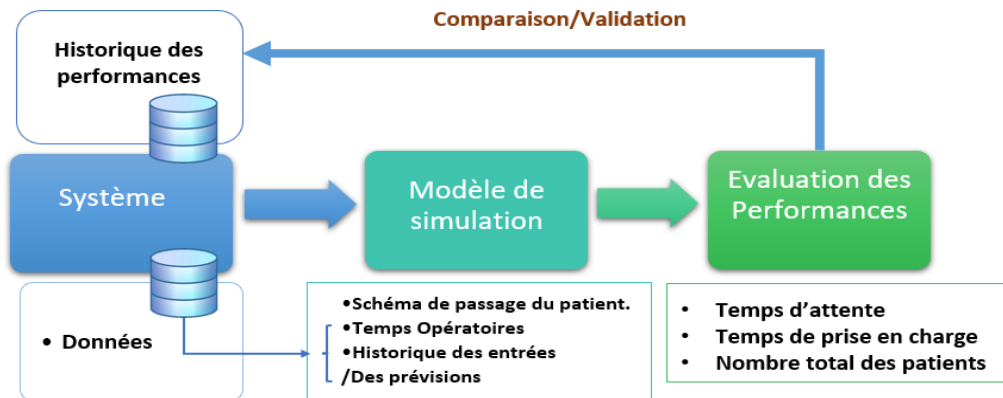 Comparaison/Validation
Historique des
performances
Système
Modèle de
simulation
Evaluation des
Performances
• Données
•Schéma de passage du patient.
•Temps Opératoires
•Historique des entrées
/Des prévisions
• Temps d’attente
• Temps de prise en charge
• Nombre total des patients